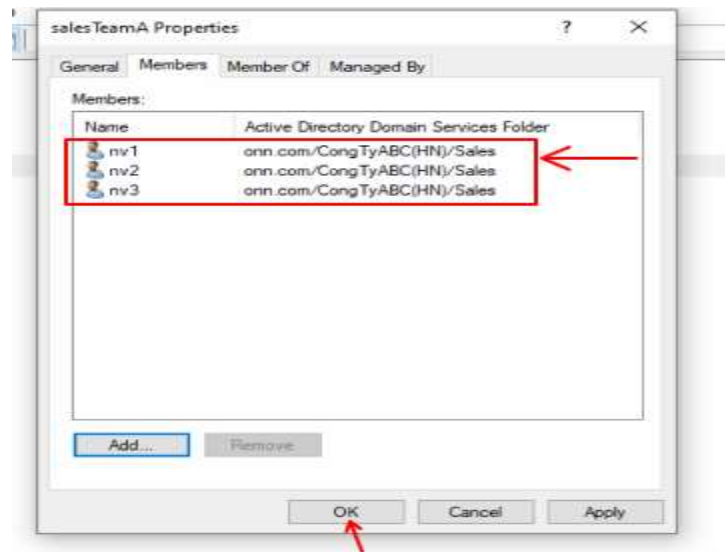 salesTeamA Properties ? ×
General Members Member Of Managed By
Members:
Name Active Directory Domain Services Folder
nv1 onn.com/CongTyABC(HN)/Sales
nv2 onn.com/CongTyABC(HN)/Sales
nv3 onn.com/CongTyABC(HN)/Sales
Add... Remove
OK Cancel Apply